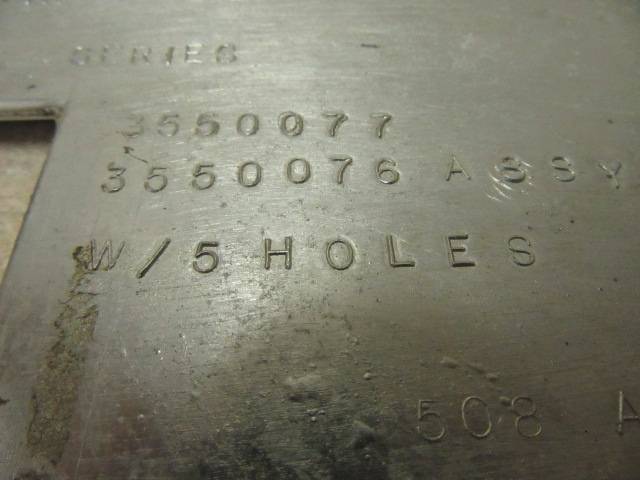 SERIES -
3550077
3550076 ASSY
W/5 HOLES
508 A